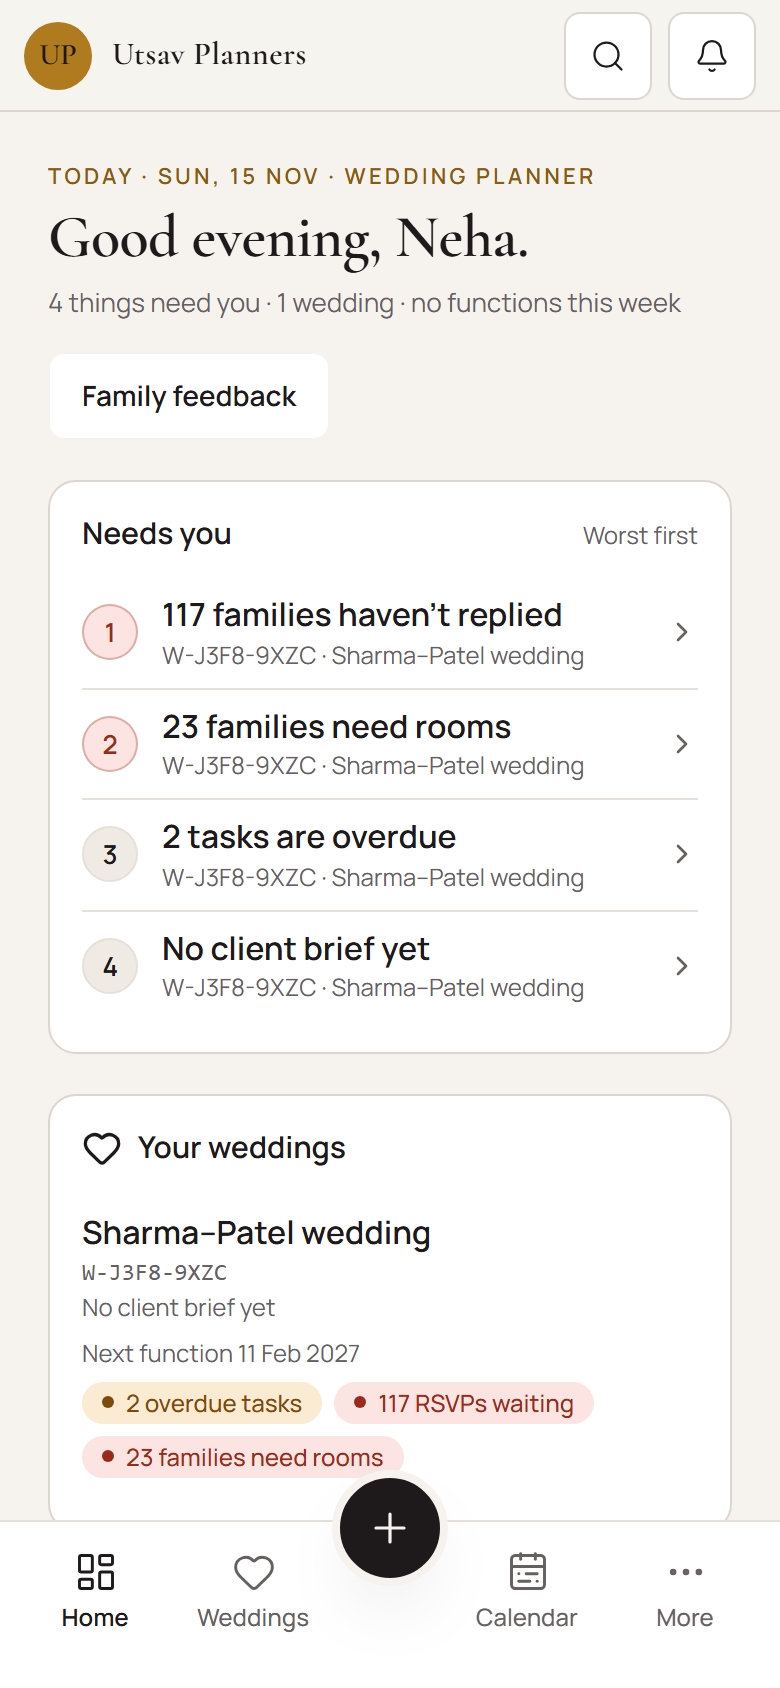 UP Utsav Planners
TODAY · SUN, 15 NOV · WEDDING PLANNER
Good evening, Neha.
4 things need you · 1 wedding · no functions this week
Family feedback
Needs you Worst first
1 117 families haven’t replied
W-J3F8-9XZC · Sharma–Patel wedding
2 23 families need rooms
W-J3F8-9XZC · Sharma–Patel wedding
3 2 tasks are overdue
W-J3F8-9XZC · Sharma–Patel wedding
4 No client brief yet
W-J3F8-9XZC · Sharma–Patel wedding
Your weddings
Sharma–Patel wedding
W-J3F8-9XZC
No client brief yet
Next function 11 Feb 2027
2 overdue tasks 117 RSVPs waiting
23 families need rooms
Home Weddings Calendar More